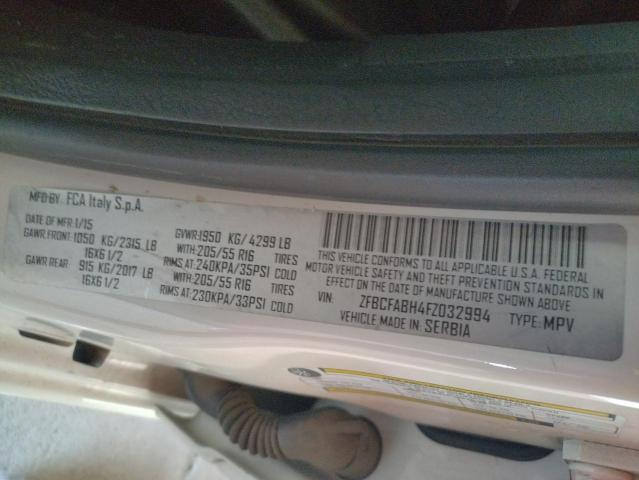 MFD BY FCA Italy S.p.A.
DATE OF MFR: 1/15 GVWR: 1950 KG/ 4299 LB
GAWR.FRONT: 1050 KG/2315 LB WITH: 205/55 R16 TIRES
16X6 1/2 RIMS AT: 240KPA/35PSI COLD
GAWR REAR 915 KG/2017 LB WITH: 205/55 R16 TIRES
16X6 1/2 RIMS AT: 230KPA/33PSI COLD
THIS VEHICLE CONFORMS TO ALL APPLICABLE U.S.A. FEDERAL
MOTOR VEHICLE SAFETY AND THEFT PREVENTION STANDARDS IN
EFFECT ON THE DATE OF MANUFACTURE SHOWN ABOVE
VIN: ZFBCFABH4FZ032994 TYPE: MPV
VEHICLE MADE IN: SERBIA